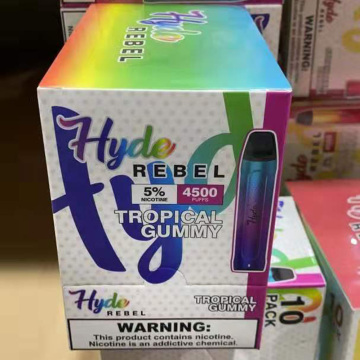 Hyde
REBEL
WARNING:
Hyde
REBEL
5%
NICOTINE
4500
PUFFS
TROPICAL
GUMMY
Hyde
REBEL
TROPICAL
GUMMY
WARNING:
This product contains nicotine.
Nicotine is an addictive chemical.
10
PACK